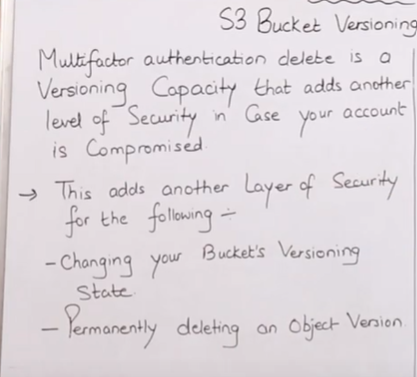 S3 Bucket Versioning
Multifactor authentication delete is a
Versioning Capacity that adds another
level of Security in Case your account
is Compromised.
→ This adds another Layer of Security
for the following ÷
- Changing your Bucket's Versioning
State.
- Permanently deleting an Object Version.